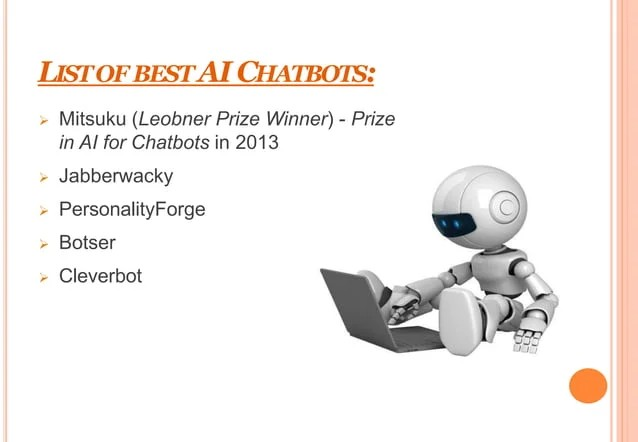 LIST OF BEST AI CHATBOTS:
Mitsuku (Leobner Prize Winner) - Prize
in AI for Chatbots in 2013
Jabberwacky
PersonalityForge
Botser
Cleverbot